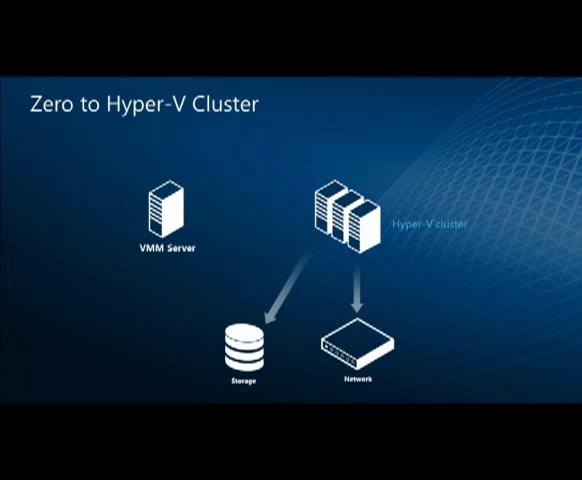 Zero to Hyper-V Cluster
Hyper-V cluster
VMM Server
Storage
Network